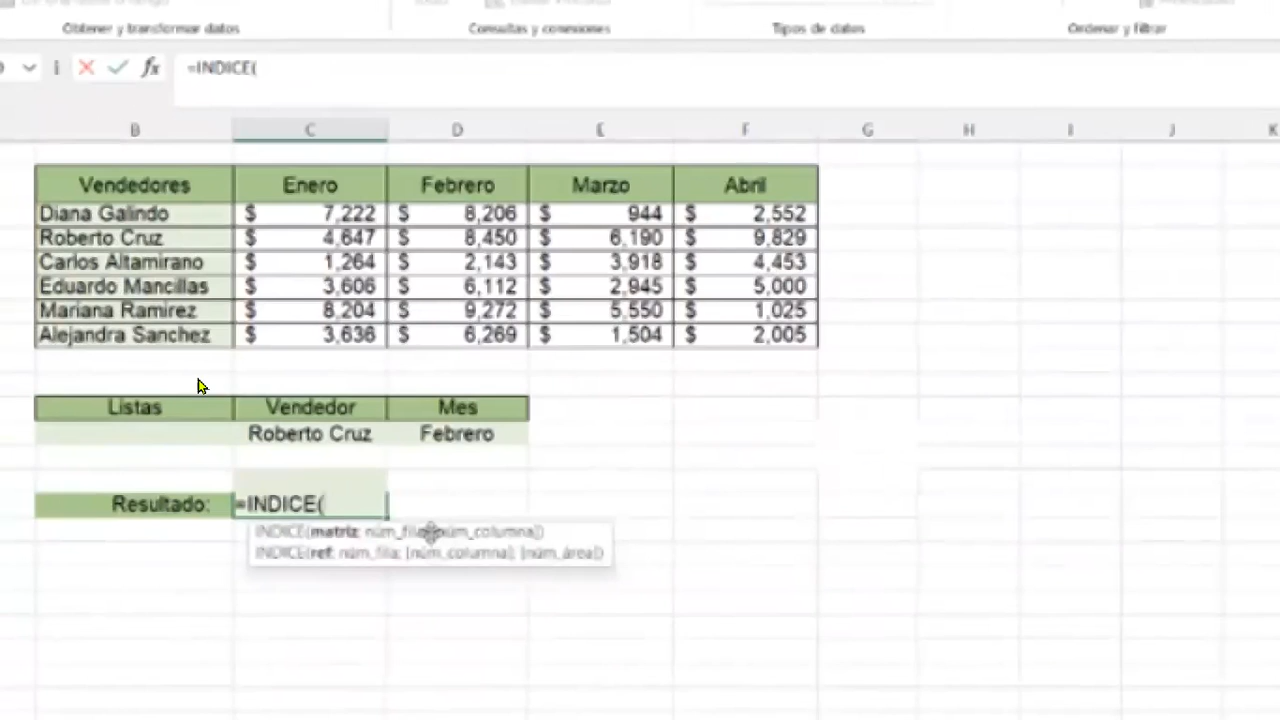 Obtener y transformar datos Consultas y conexiones Tipos de datos Ordenar y filtrar
fx =INDICE(
B C D E F G H I J K
Vendedores Enero Febrero Marzo Abril
Diana Galindo $ 7,222 $ 8,206 $ 944 $ 2,552
Roberto Cruz $ 4,647 $ 8,450 $ 6,190 $ 9,829
Carlos Altamirano $ 1,264 $ 2,143 $ 3,918 $ 4,453
Eduardo Mancillas $ 3,606 $ 6,112 $ 2,945 $ 5,000
Mariana Ramirez $ 8,204 $ 9,272 $ 5,550 $ 1,025
Alejandra Sanchez $ 3,636 $ 6,269 $ 1,504 $ 2,005
Listas Vendedor Mes
Roberto Cruz Febrero
Resultado: =INDICE(
INDICE(matriz; núm_fila; [núm_columna])
INDICE(ref; núm_fila; [núm_columna]; [núm_área])